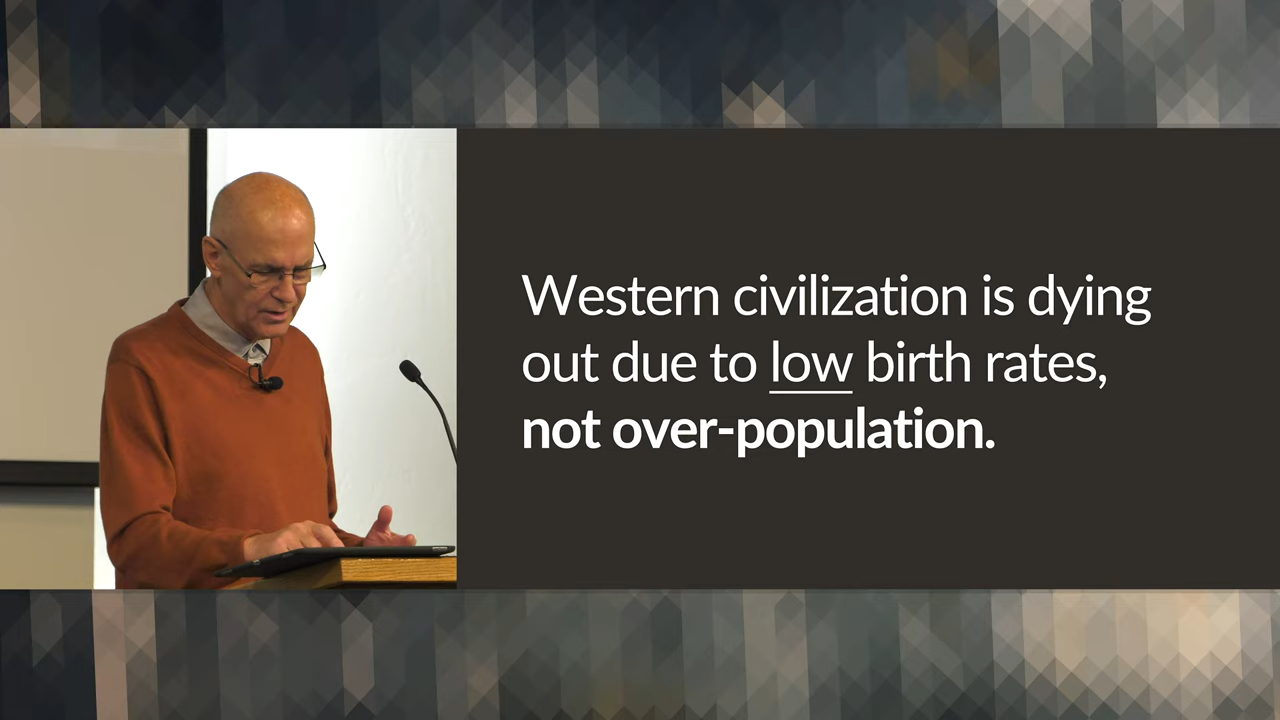 Western civilization is dying
out due to low birth rates,
not over-population.